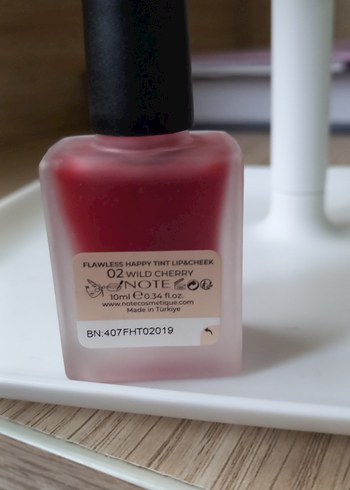 FLAWLESS HAPPY TINT LIP&CHEEK
02 WILD CHERRY
NOTE
10ml ℮ 0.34 fl.oz.
www.notecosmetique.com
Made in Türkiye
BN:407FHT02019